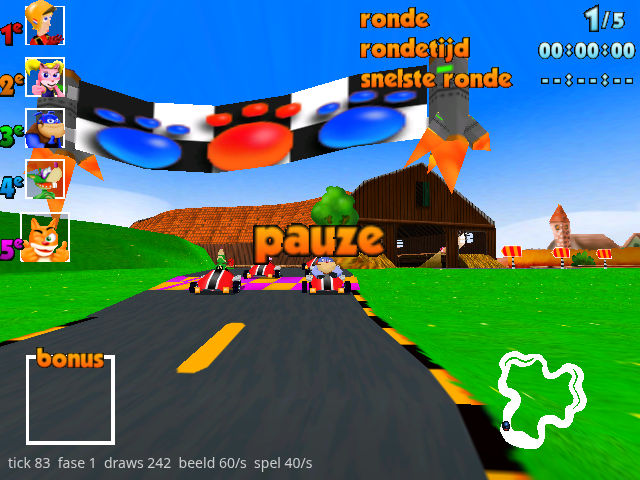 1e
2e
3e
4e
5e
ronde
1/5
rondetijd
00:00:00
snelste ronde
--:--:--
pauze
bonus
tick 83 fase 1 draws 242 beeld 60/s spel 40/s